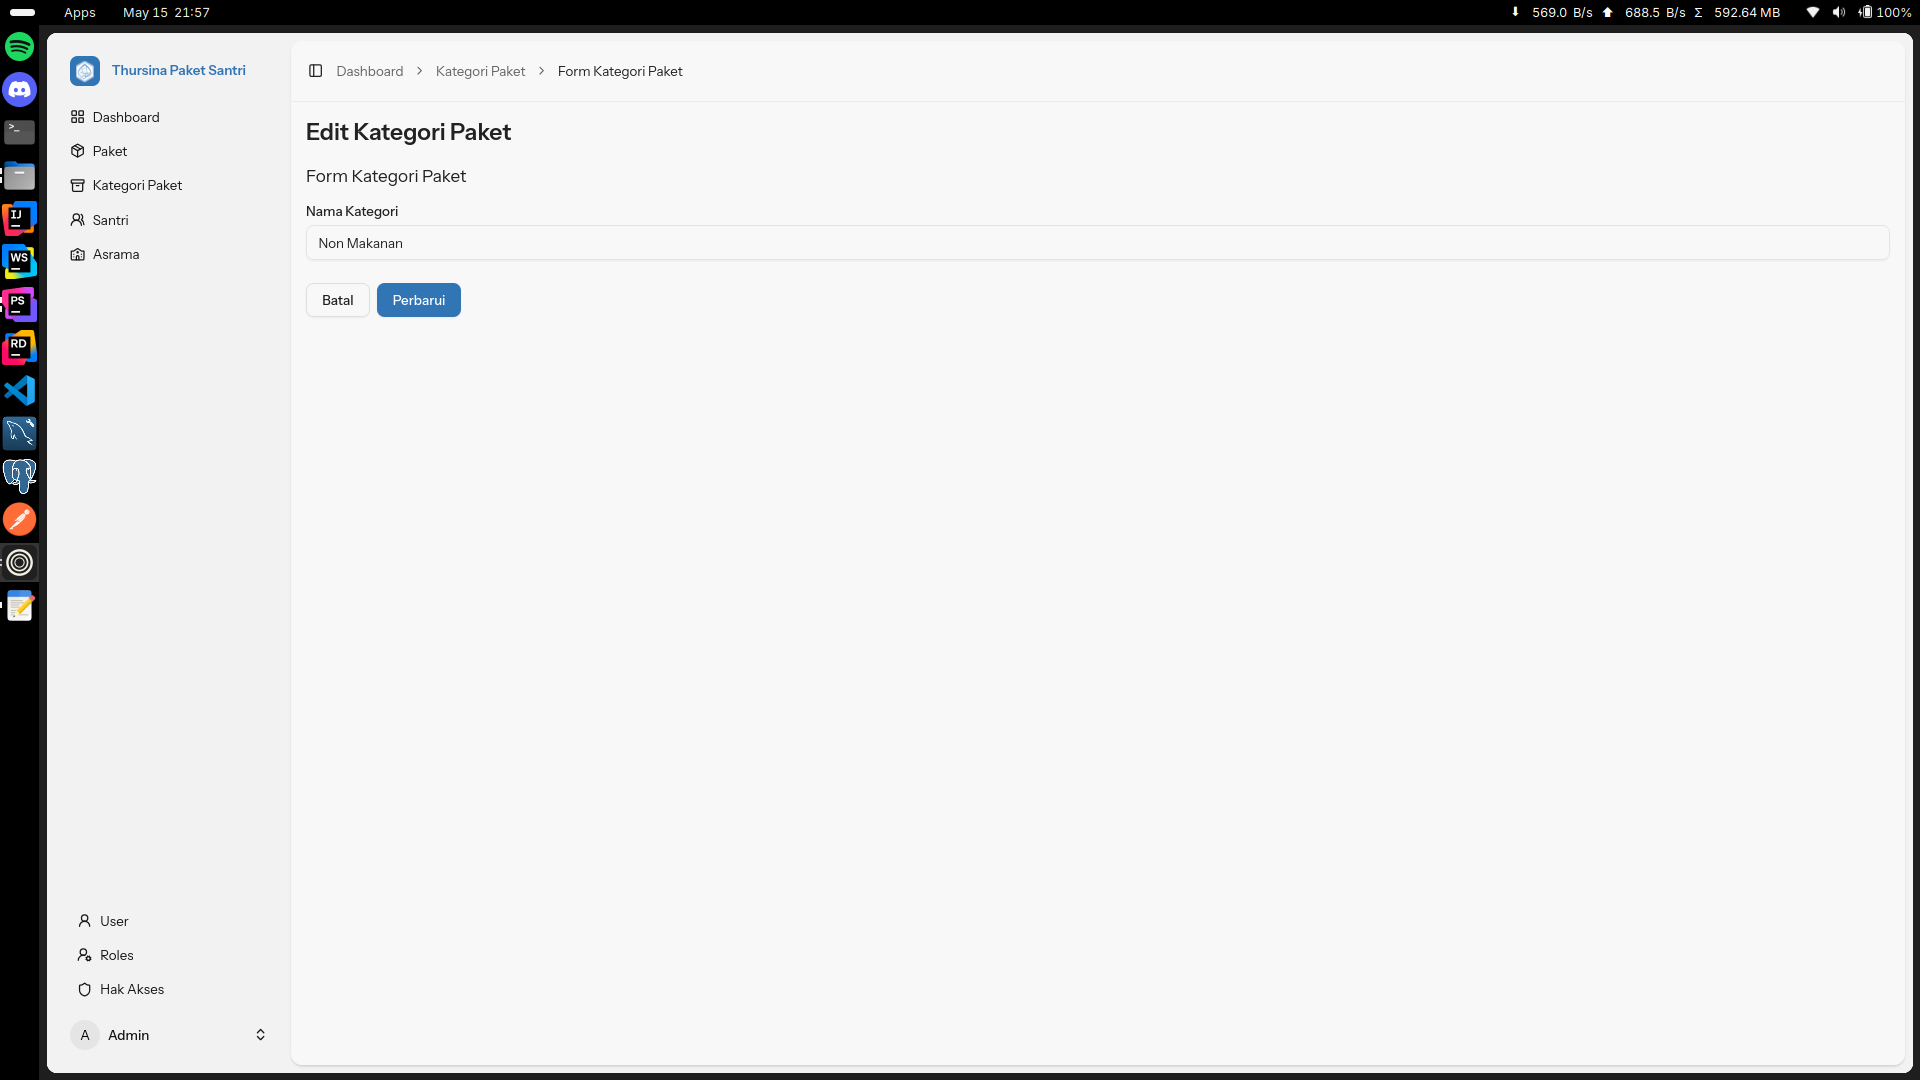 Apps May 15 21:57 569.0 B/s 688.5 B/s Σ 592.64 MB 100%
Thursina Paket Santri
Dashboard
Paket
Kategori Paket
Santri
Asrama
User
Roles
Hak Akses
A Admin
Dashboard > Kategori Paket > Form Kategori Paket
Edit Kategori Paket
Form Kategori Paket
Nama Kategori
Non Makanan
Batal Perbarui
>_
IJ
WS
PS
RD